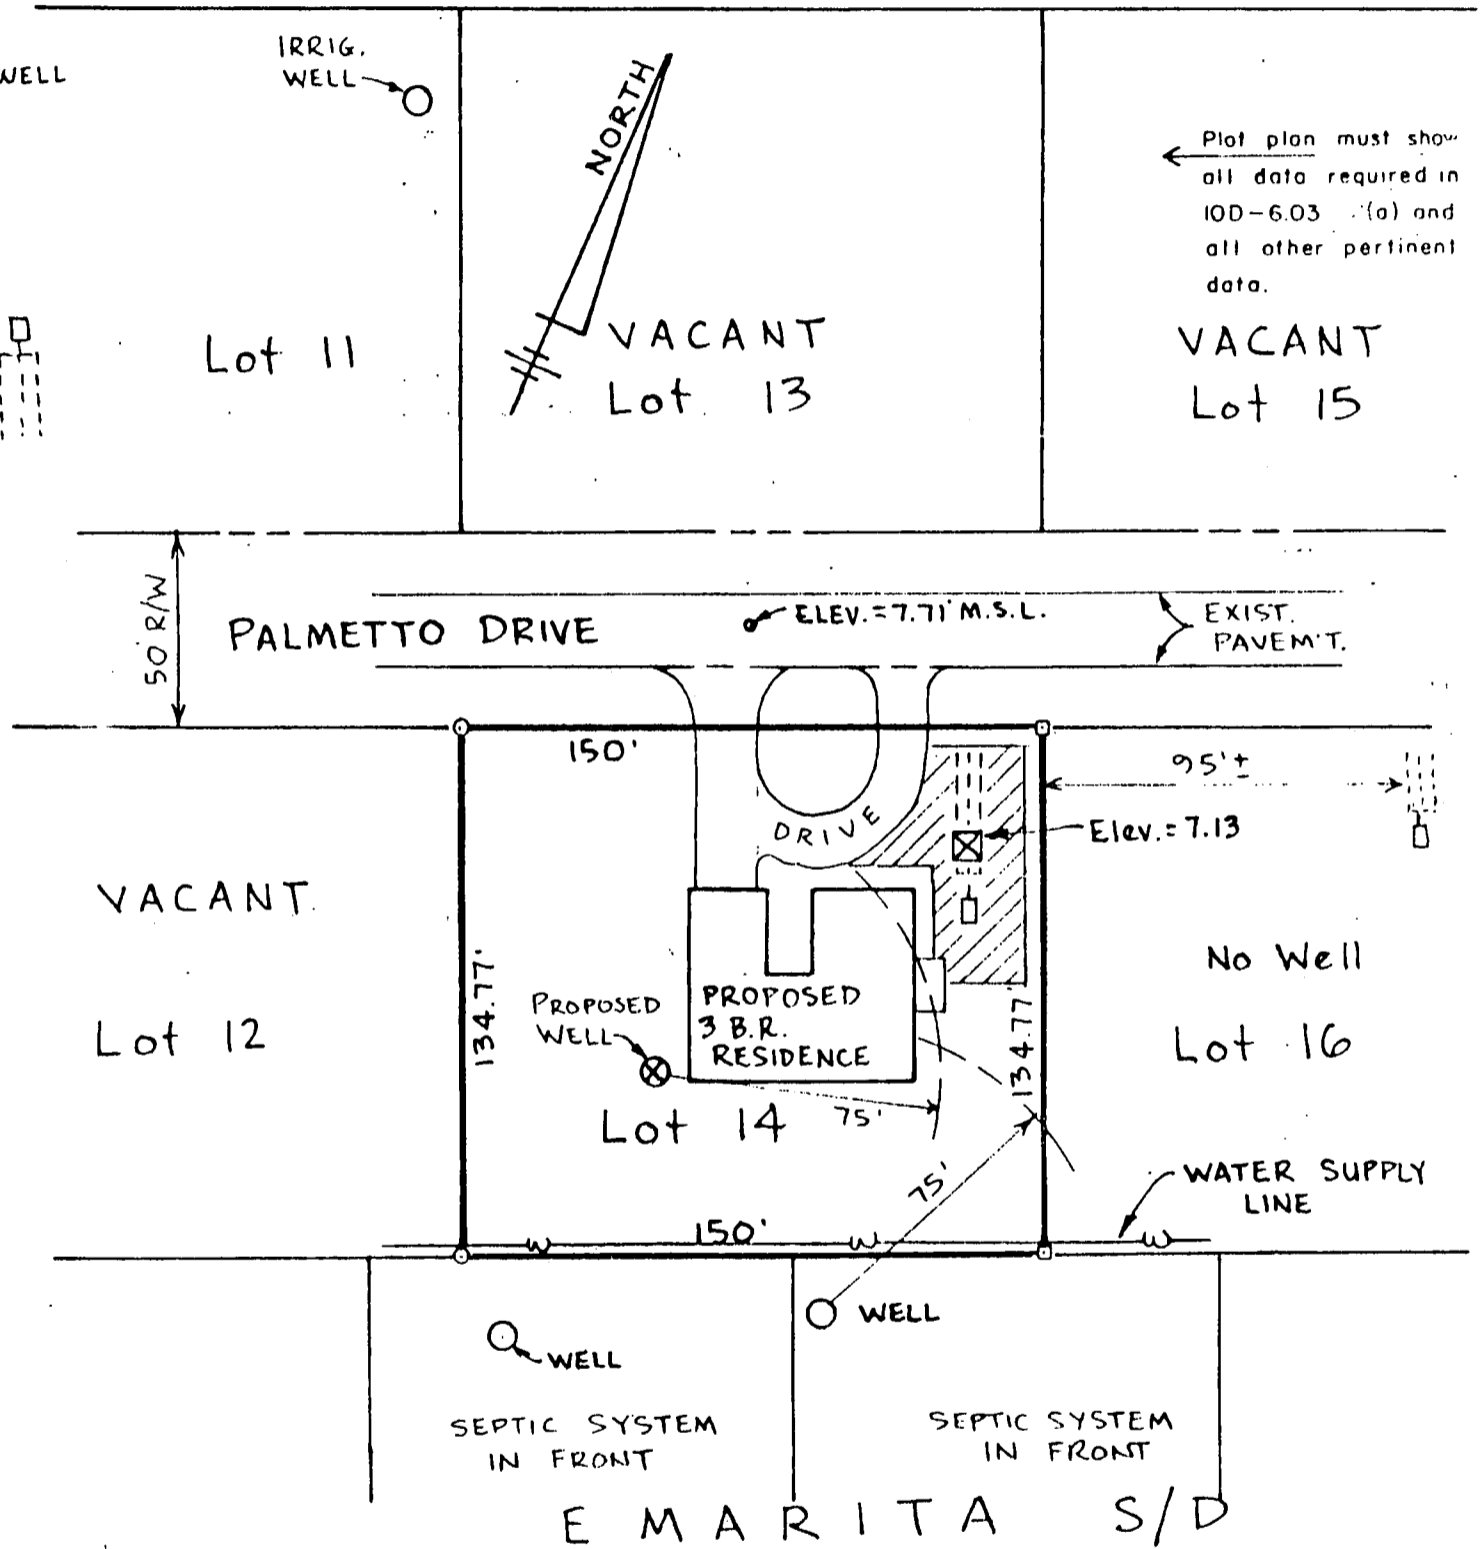 WELL
IRRIG.
WELL
NORTH
Plot plan must show
all data required in
10D-6.03 (a) and
all other pertinent
data.
Lot 11
VACANT
Lot 13
VACANT
Lot 15
50' R/W
PALMETTO DRIVE
ELEV.=7.71' M.S.L.
EXIST.
PAVEM'T.
150'
95'±
DRIVE
Elev.=7.13
VACANT
Lot 12
134.77'
PROPOSED
WELL
PROPOSED
3 B.R.
RESIDENCE
134.77'
No Well
Lot 16
Lot 14
75'
75'
WATER SUPPLY
LINE
150'
W
W
W
WELL
WELL
SEPTIC SYSTEM
IN FRONT
SEPTIC SYSTEM
IN FRONT
EMARITA S/D